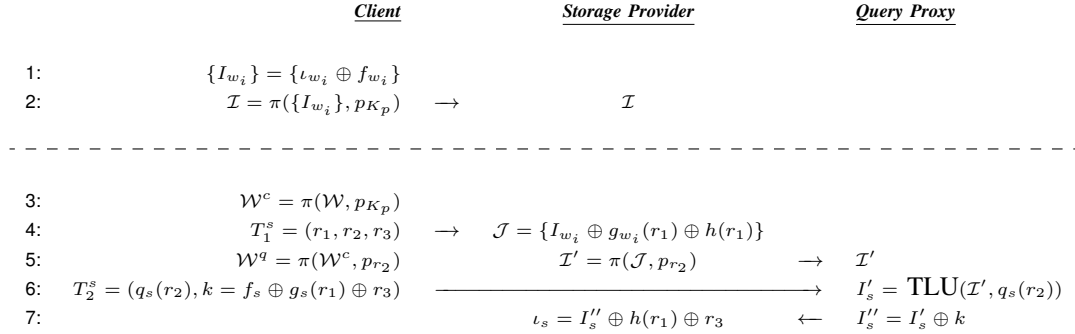 Client Storage Provider Query Proxy
1: {I_{w_i}} = {ι_{w_i} ⊕ f_{w_i}}
2: 𝓘 = π({I_{w_i}}, p_{K_p}) ⟶ 𝓘
3: 𝒲^c = π(𝒲, p_{K_p})
4: T_1^s = (r_1, r_2, r_3) ⟶ 𝒥 = {I_{w_i} ⊕ g_{w_i}(r_1) ⊕ h(r_1)}
5: 𝒲^q = π(𝒲^c, p_{r_2}) 𝓘′ = π(𝒥, p_{r_2}) ⟶ 𝓘′
6: T_2^s = (q_s(r_2), k = f_s ⊕ g_s(r_1) ⊕ r_3) ⟶ I′_s = TLU(𝓘′, q_s(r_2))
7: ι_s = I″_s ⊕ h(r_1) ⊕ r_3 ⟵ I″_s = I′_s ⊕ k